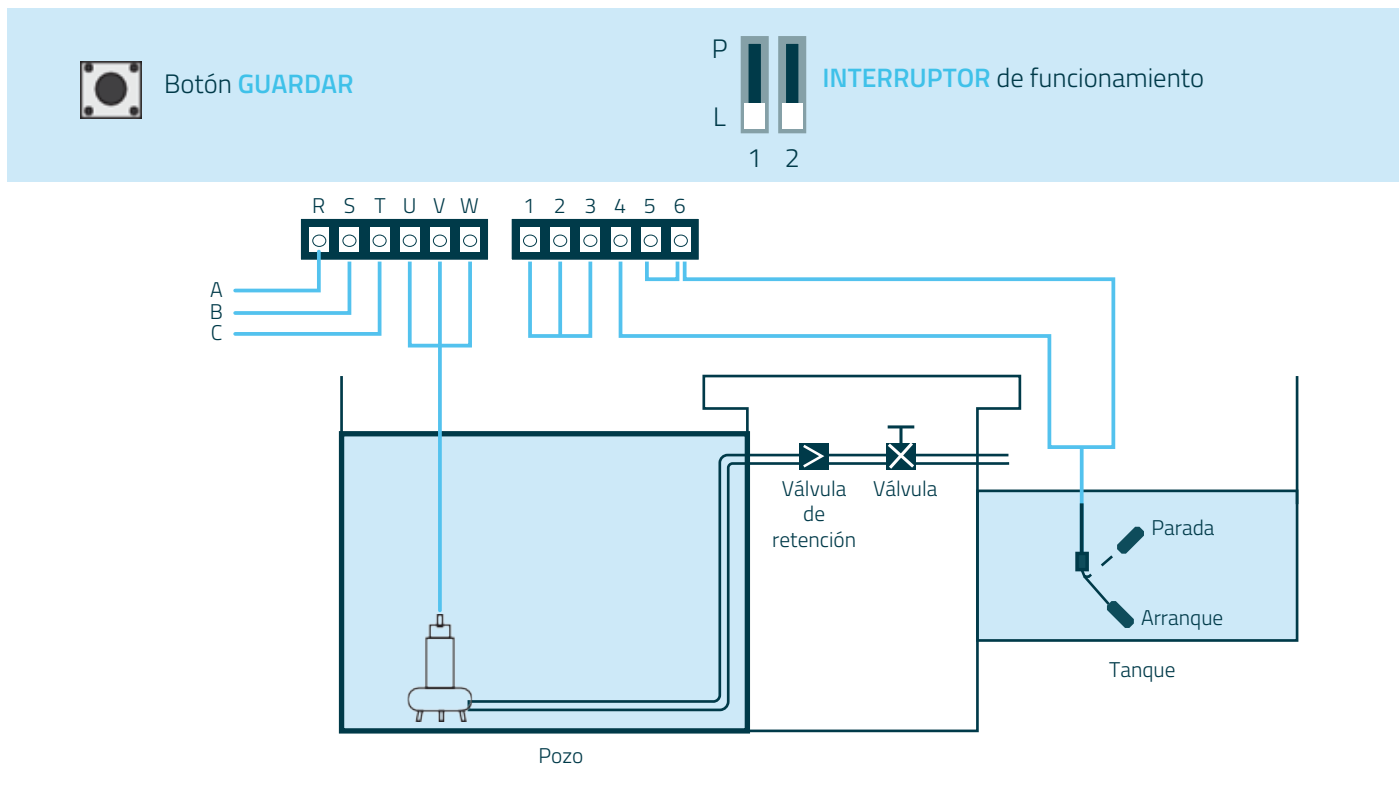 Botón GUARDAR
P
L
1 2
INTERRUPTOR de funcionamiento
R S T U V W
1 2 3 4 5 6
A
B
C
Válvula
de
retención
Válvula
Parada
Arranque
Tanque
Pozo